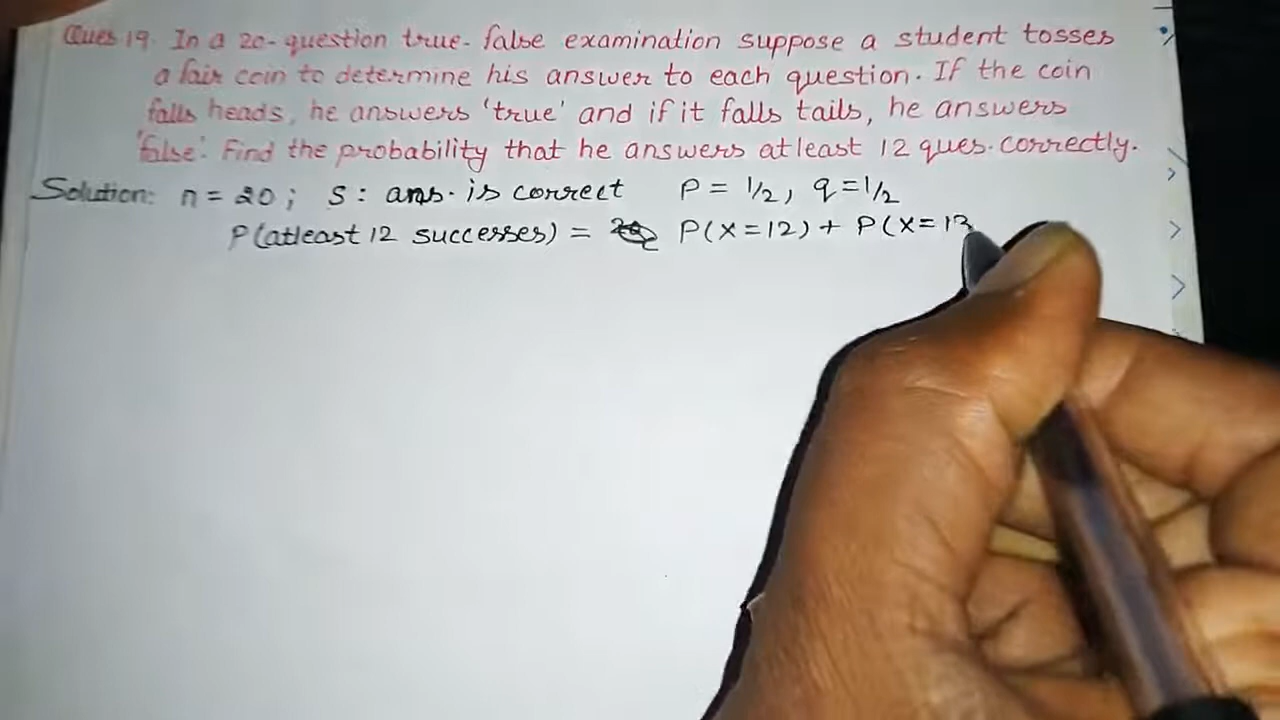 Ques 19. In a 20-question true-false examination suppose a student tosses
a fair coin to determine his answer to each question. If the coin
falls heads, he answers 'true' and if it falls tails, he answers
'false'. Find the probability that he answers atleast 12 ques. correctly.
Solution: n = 20 ; S : ans. is correct P = 1/2, q = 1/2
P(atleast 12 successes) = P(X=12) + P(X=13